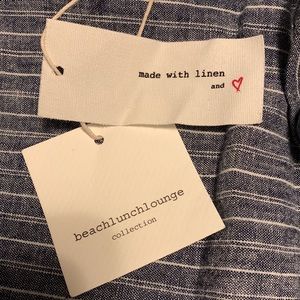 made with linen
and
beachlunchlounge
collection